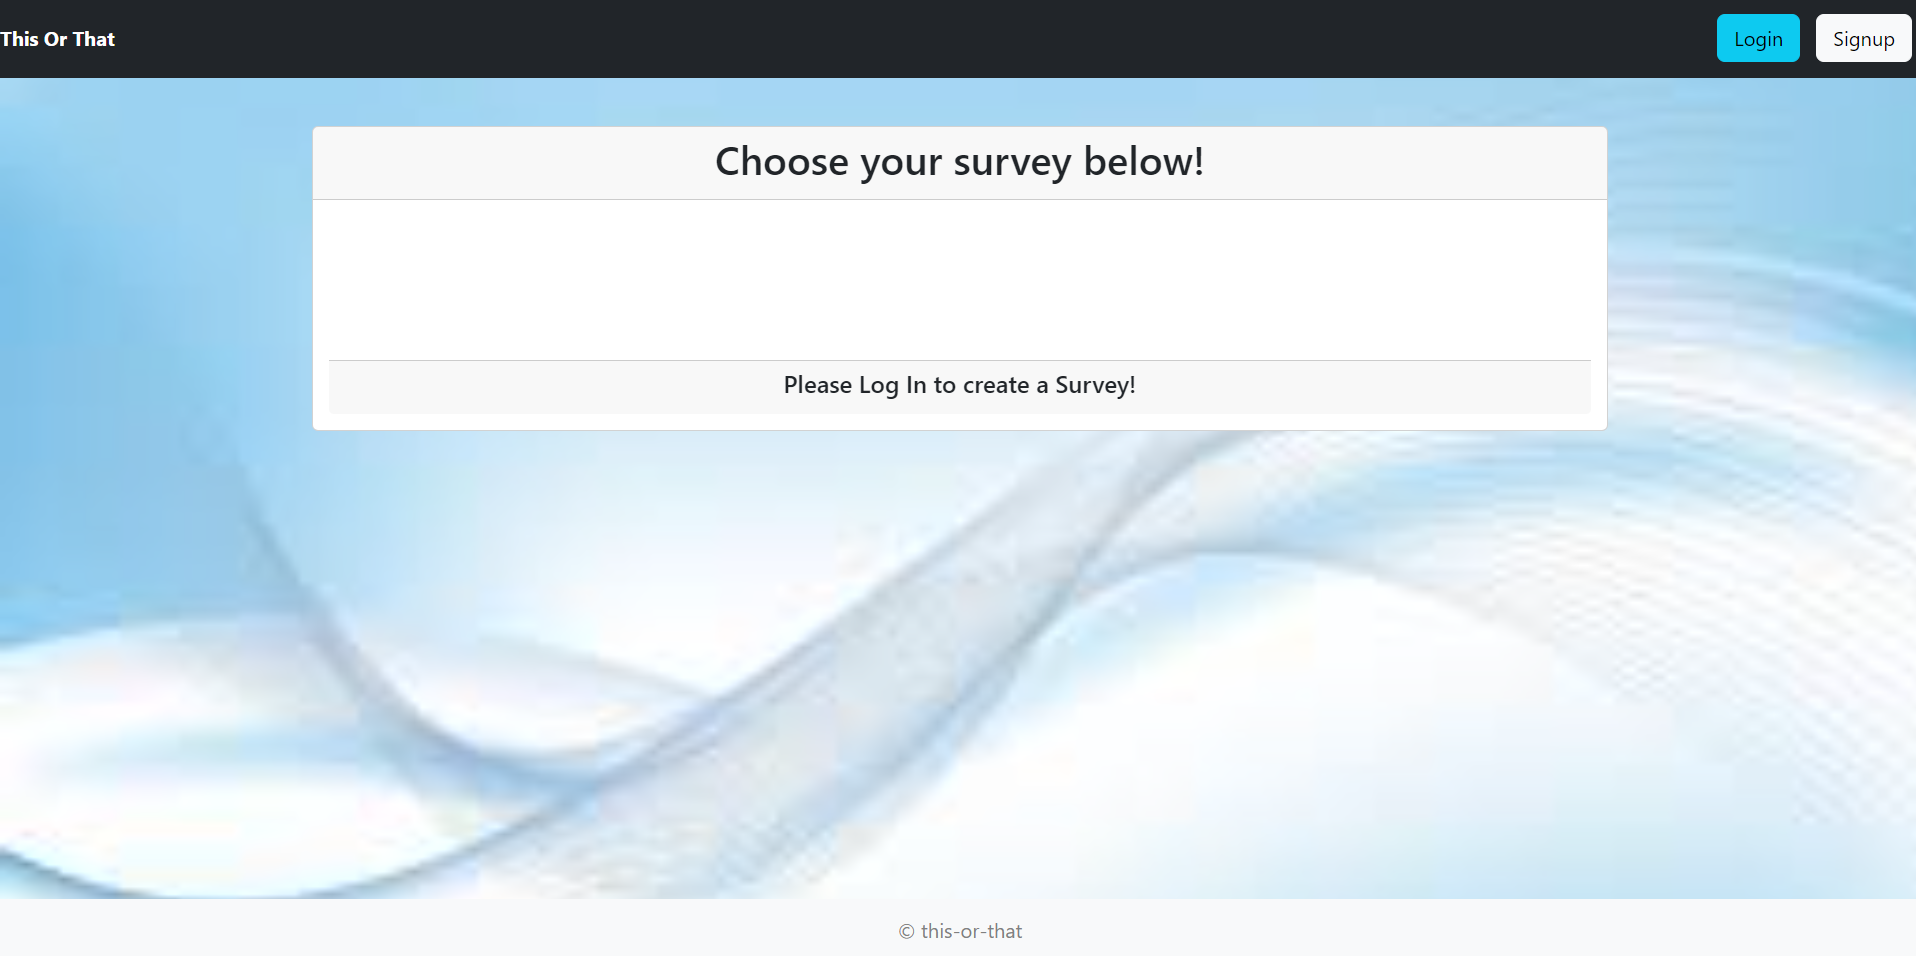 This Or That
Login
Signup
Choose your survey below!
Please Log In to create a Survey!
© this-or-that